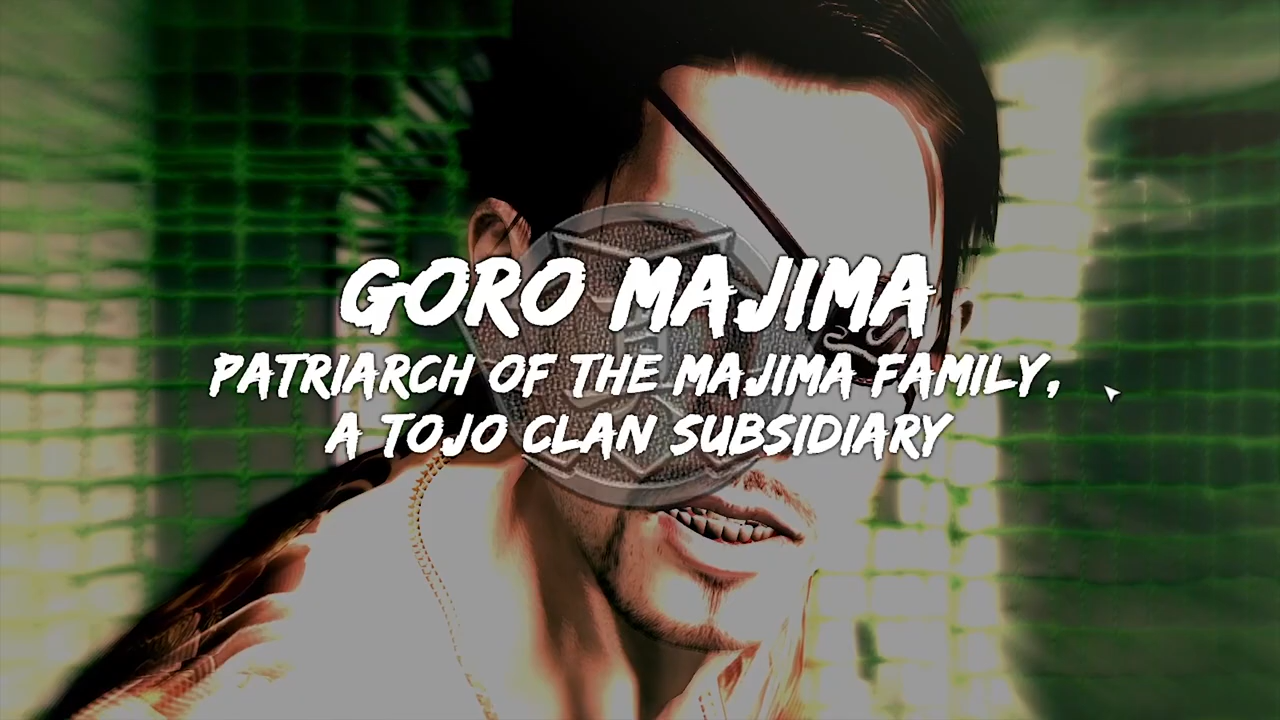 GORO MAJIMA
PATRIARCH OF THE MAJIMA FAMILY,
A TOJO CLAN SUBSIDIARY